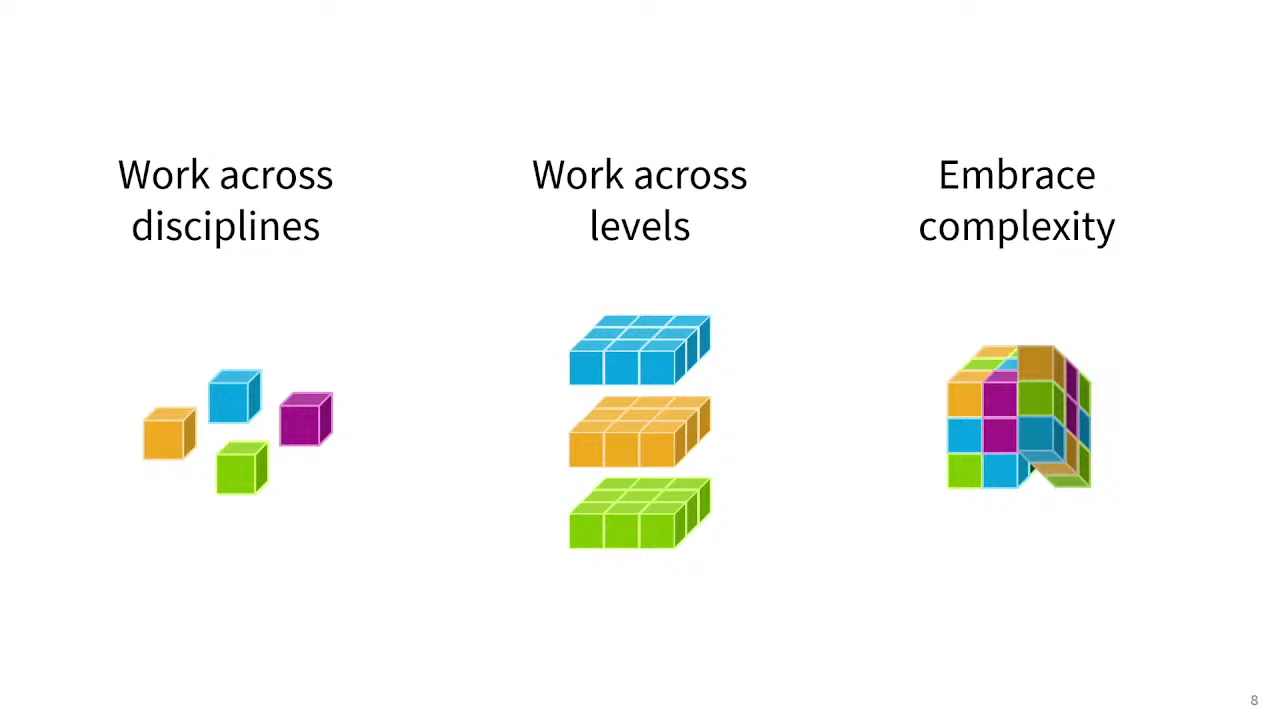 Work across
disciplines
Work across
levels
Embrace
complexity
8